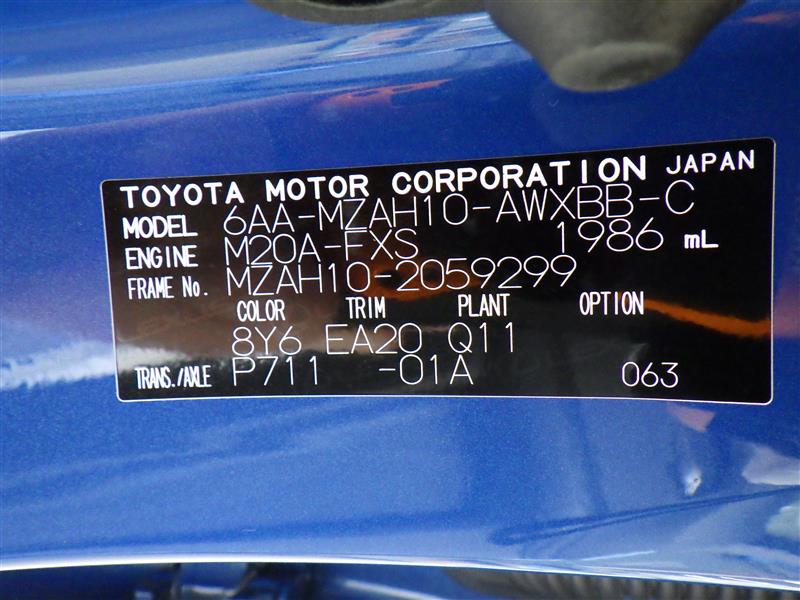 TOYOTA MOTOR CORPORATION JAPAN
MODEL 6AA-MZAH10-AWXBB-C
ENGINE M20A-FXS 1986 mL
FRAME No. MZAH10-2059299
COLOR TRIM PLANT OPTION
8Y6 EA20 Q11
TRANS./AXLE P711 -01A 063